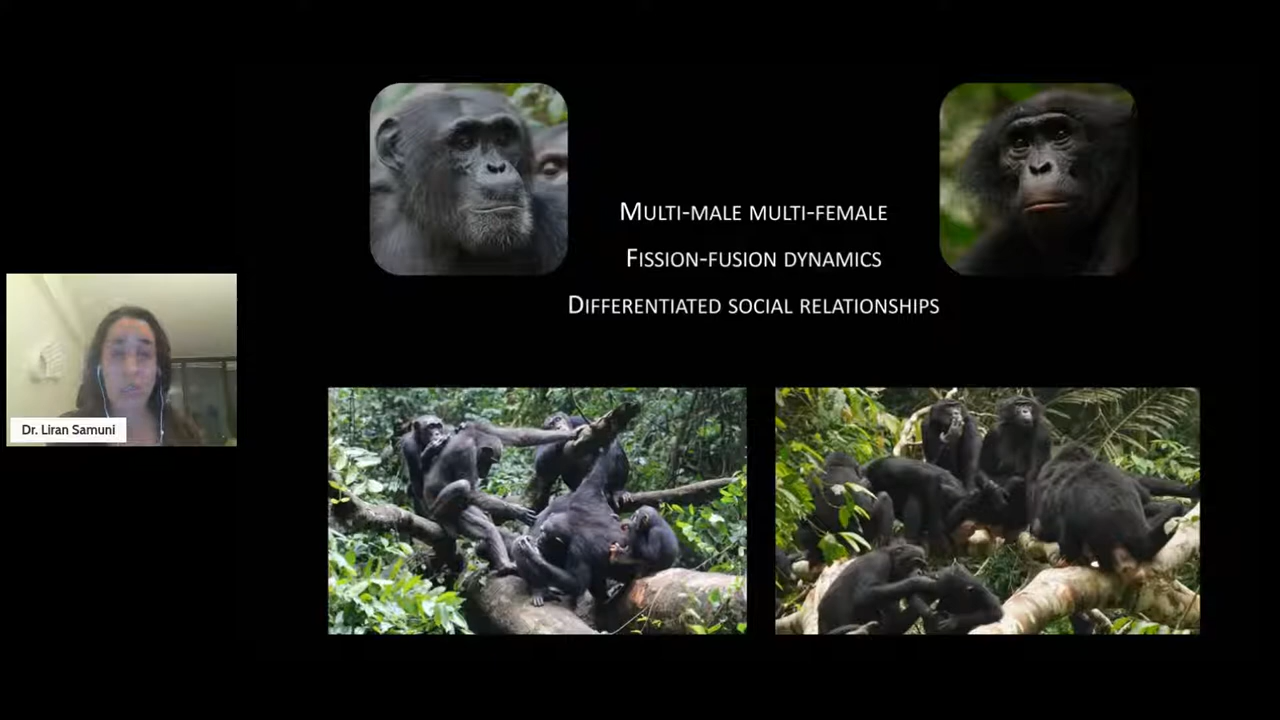 Multi-male multi-female
Fission-fusion dynamics
Differentiated social relationships
Dr. Liran Samuni